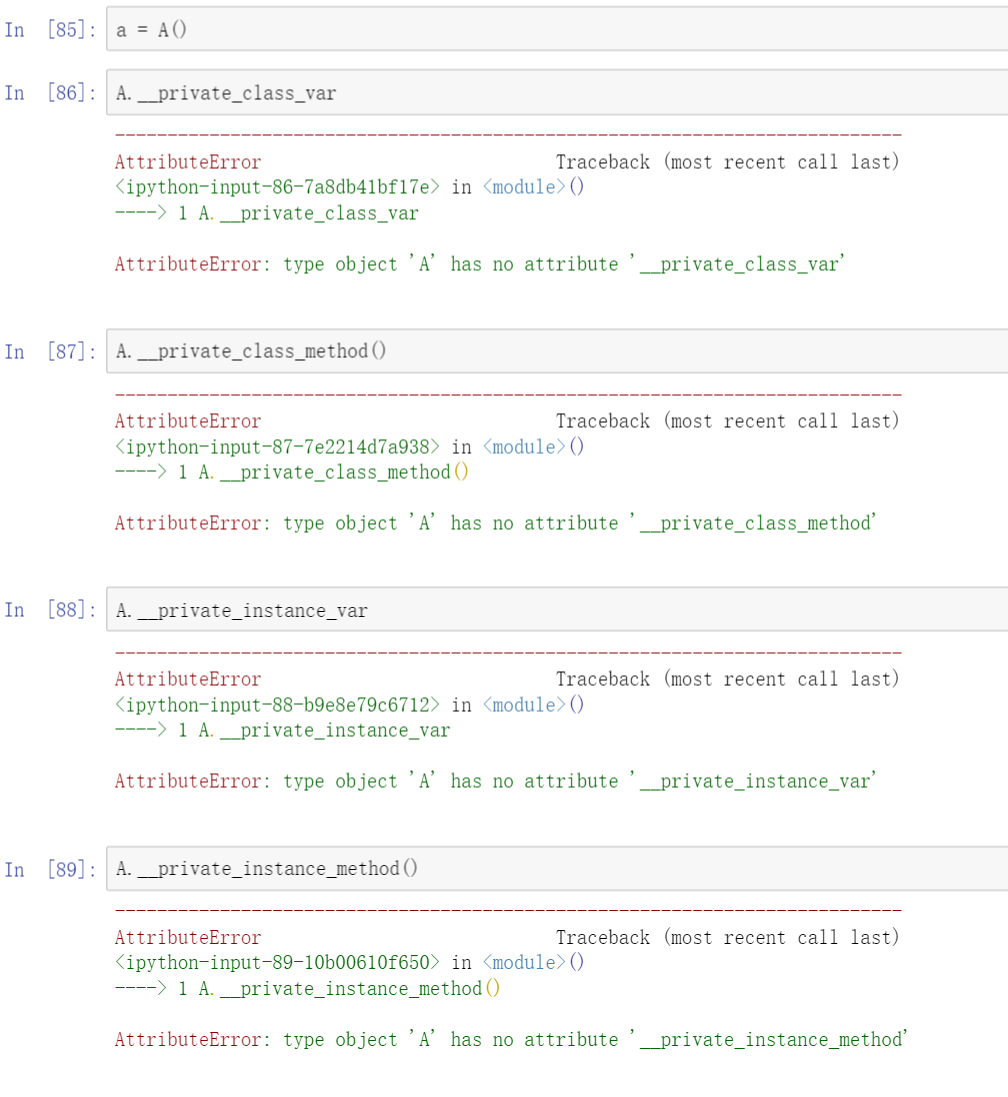 In [85]: a = A()
In [86]: A.__private_class_var
---------------------------------------------------------------------------
AttributeError                            Traceback (most recent call last)
<ipython-input-86-7a8db41bf17e> in <module>()
----> 1 A.__private_class_var
AttributeError: type object 'A' has no attribute '__private_class_var'
In [87]: A.__private_class_method()
---------------------------------------------------------------------------
AttributeError                            Traceback (most recent call last)
<ipython-input-87-7e2214d7a938> in <module>()
----> 1 A.__private_class_method()
AttributeError: type object 'A' has no attribute '__private_class_method'
In [88]: A.__private_instance_var
---------------------------------------------------------------------------
AttributeError                            Traceback (most recent call last)
<ipython-input-88-b9e8e79c6712> in <module>()
----> 1 A.__private_instance_var
AttributeError: type object 'A' has no attribute '__private_instance_var'
In [89]: A.__private_instance_method()
---------------------------------------------------------------------------
AttributeError                            Traceback (most recent call last)
<ipython-input-89-10b00610f650> in <module>()
----> 1 A.__private_instance_method()
AttributeError: type object 'A' has no attribute '__private_instance_method'